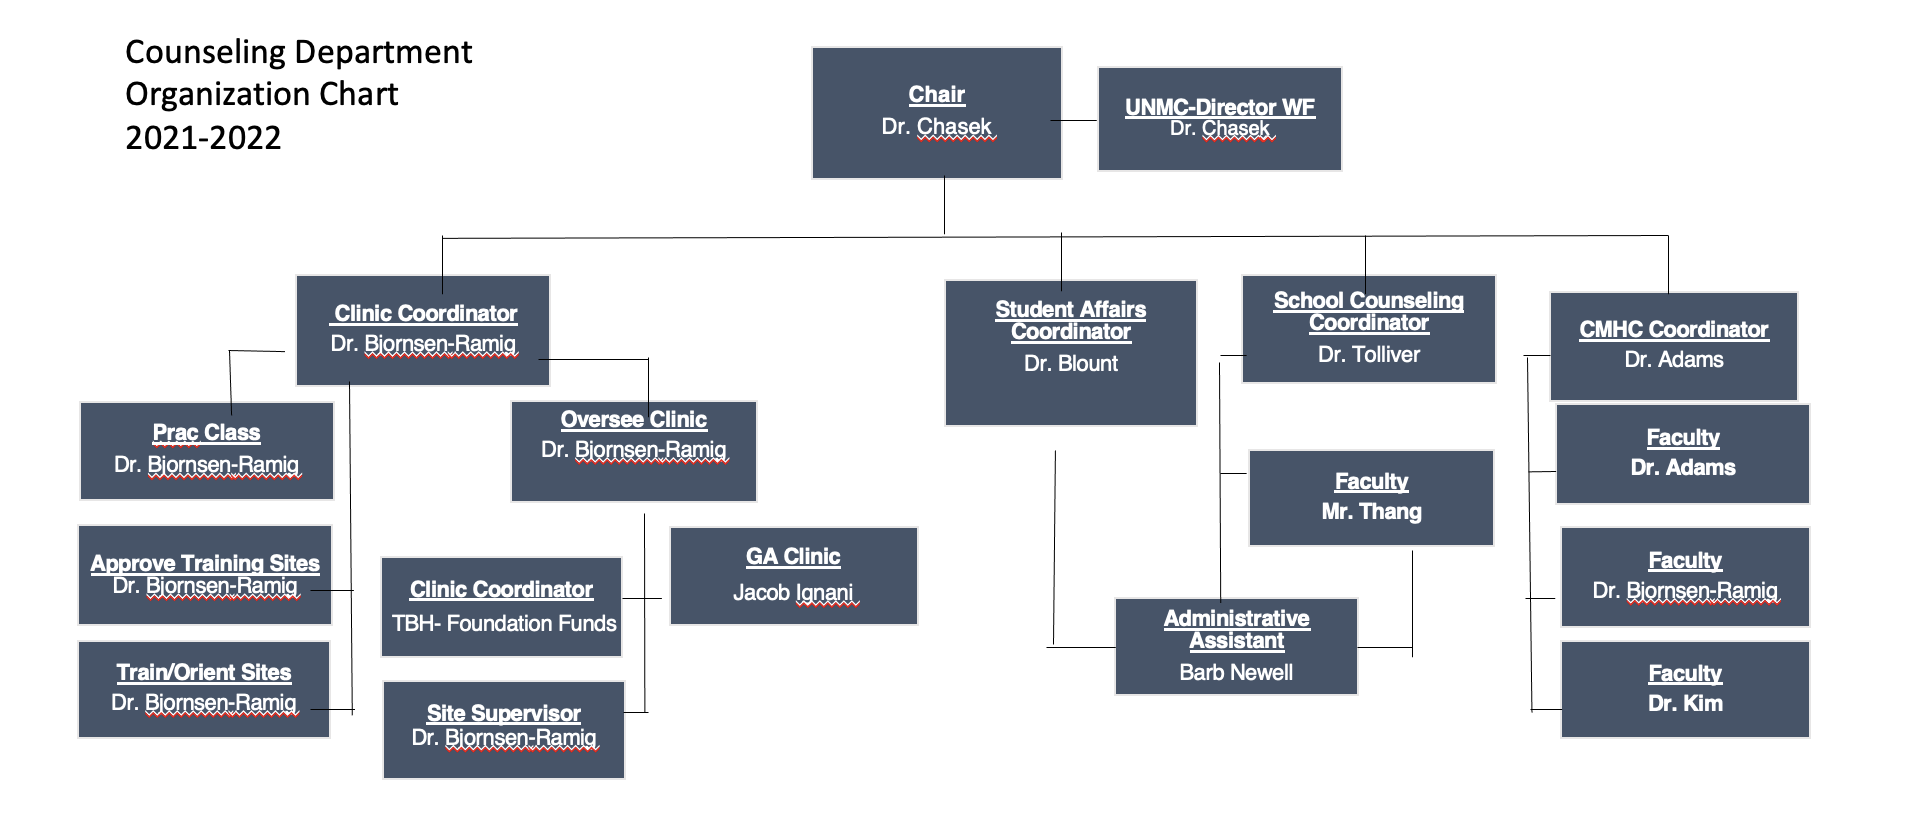 Counseling Department
Organization Chart
2021-2022
Chair
Dr. Chasek
UNMC-Director WF
Dr. Chasek
Clinic Coordinator
Dr. Bjornsen-Ramig
Student Affairs
Coordinator
Dr. Blount
School Counseling
Coordinator
Dr. Tolliver
CMHC Coordinator
Dr. Adams
Prac Class
Dr. Bjornsen-Ramig
Oversee Clinic
Dr. Bjornsen-Ramig
Faculty
Mr. Thang
Faculty
Dr. Adams
Approve Training Sites
Dr. Bjornsen-Ramig
Clinic Coordinator
TBH- Foundation Funds
GA Clinic
Jacob Ignani
Administrative
Assistant
Barb Newell
Faculty
Dr. Bjornsen-Ramig
Train/Orient Sites
Dr. Bjornsen-Ramig
Site Supervisor
Dr. Bjornsen-Ramig
Faculty
Dr. Kim